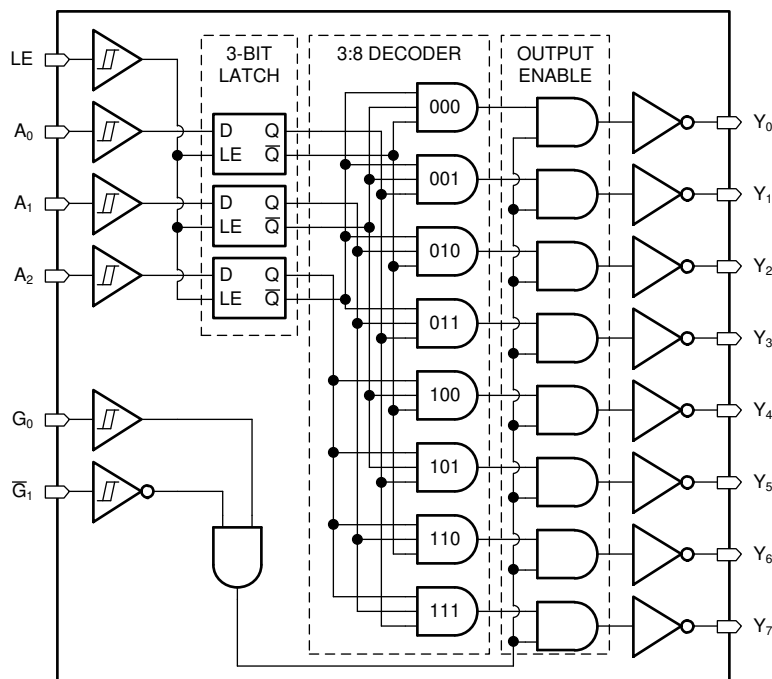 3-BIT LATCH
3:8 DECODER
OUTPUT ENABLE
LE
A₀
A₁
A₂
G₀
G̅₁
D Q
LE Q̅
D Q
LE Q̅
D Q
LE Q̅
000
001
010
011
100
101
110
111
Y₀
Y₁
Y₂
Y₃
Y₄
Y₅
Y₆
Y₇